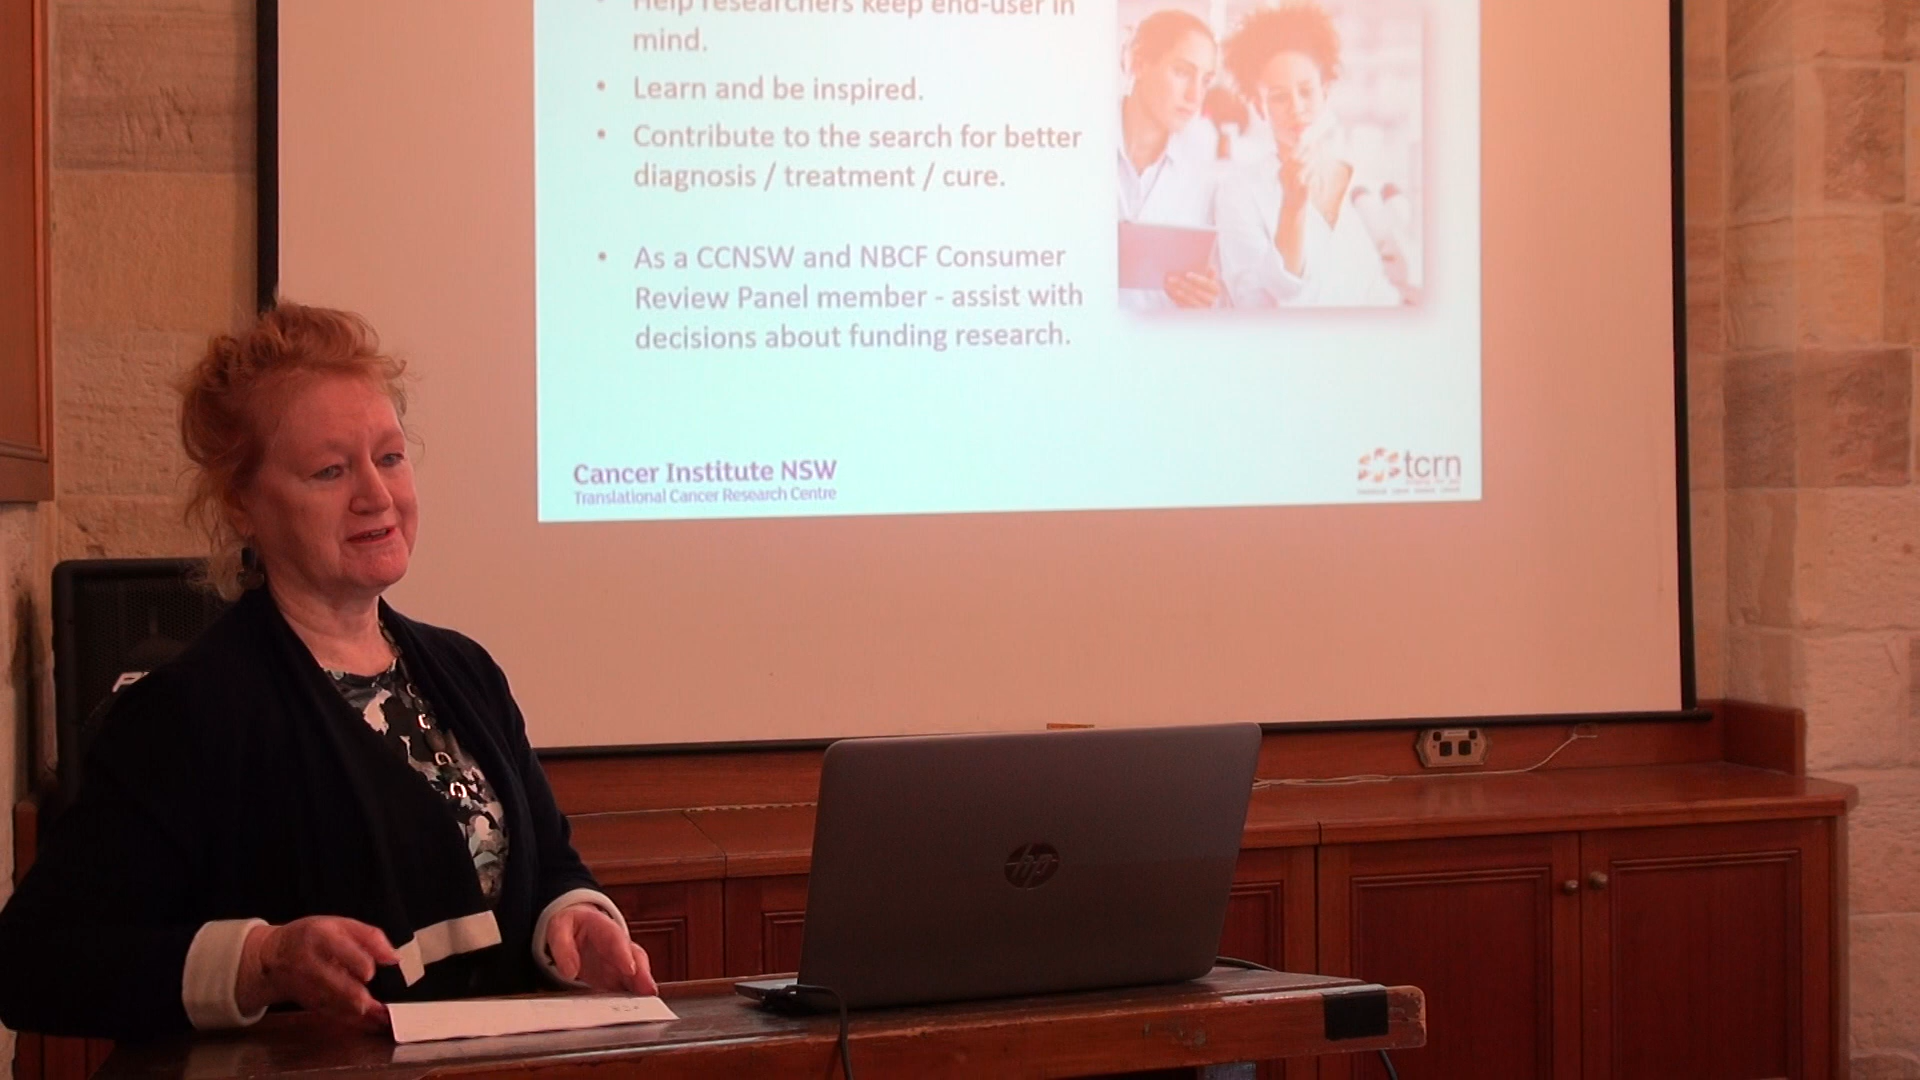 Help researchers keep end-user in
mind.
• Learn and be inspired.
• Contribute to the search for better
diagnosis / treatment / cure.
• As a CCNSW and NBCF Consumer
Review Panel member - assist with
decisions about funding research.
Cancer Institute NSW
Translational Cancer Research Centre
tcrn
hp